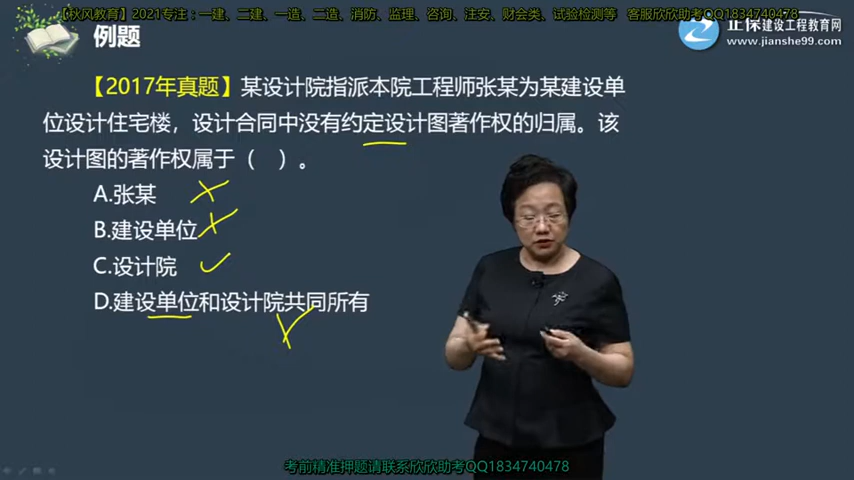 【秋风教育】2021专注：一建、二建、一造、二造、消防、监理、咨询、注安、财会类、试验检测等 客服欣欣助考QQ1834740478
正保建设工程教育网
www.jianshe99.com
例题
【2017年真题】某设计院指派本院工程师张某为某建设单
位设计住宅楼，设计合同中没有约定设计图著作权的归属。该
设计图的著作权属于（ ）。
A.张某
B.建设单位
C.设计院
D.建设单位和设计院共同所有
考前精准押题请联系欣欣助考QQ1834740478